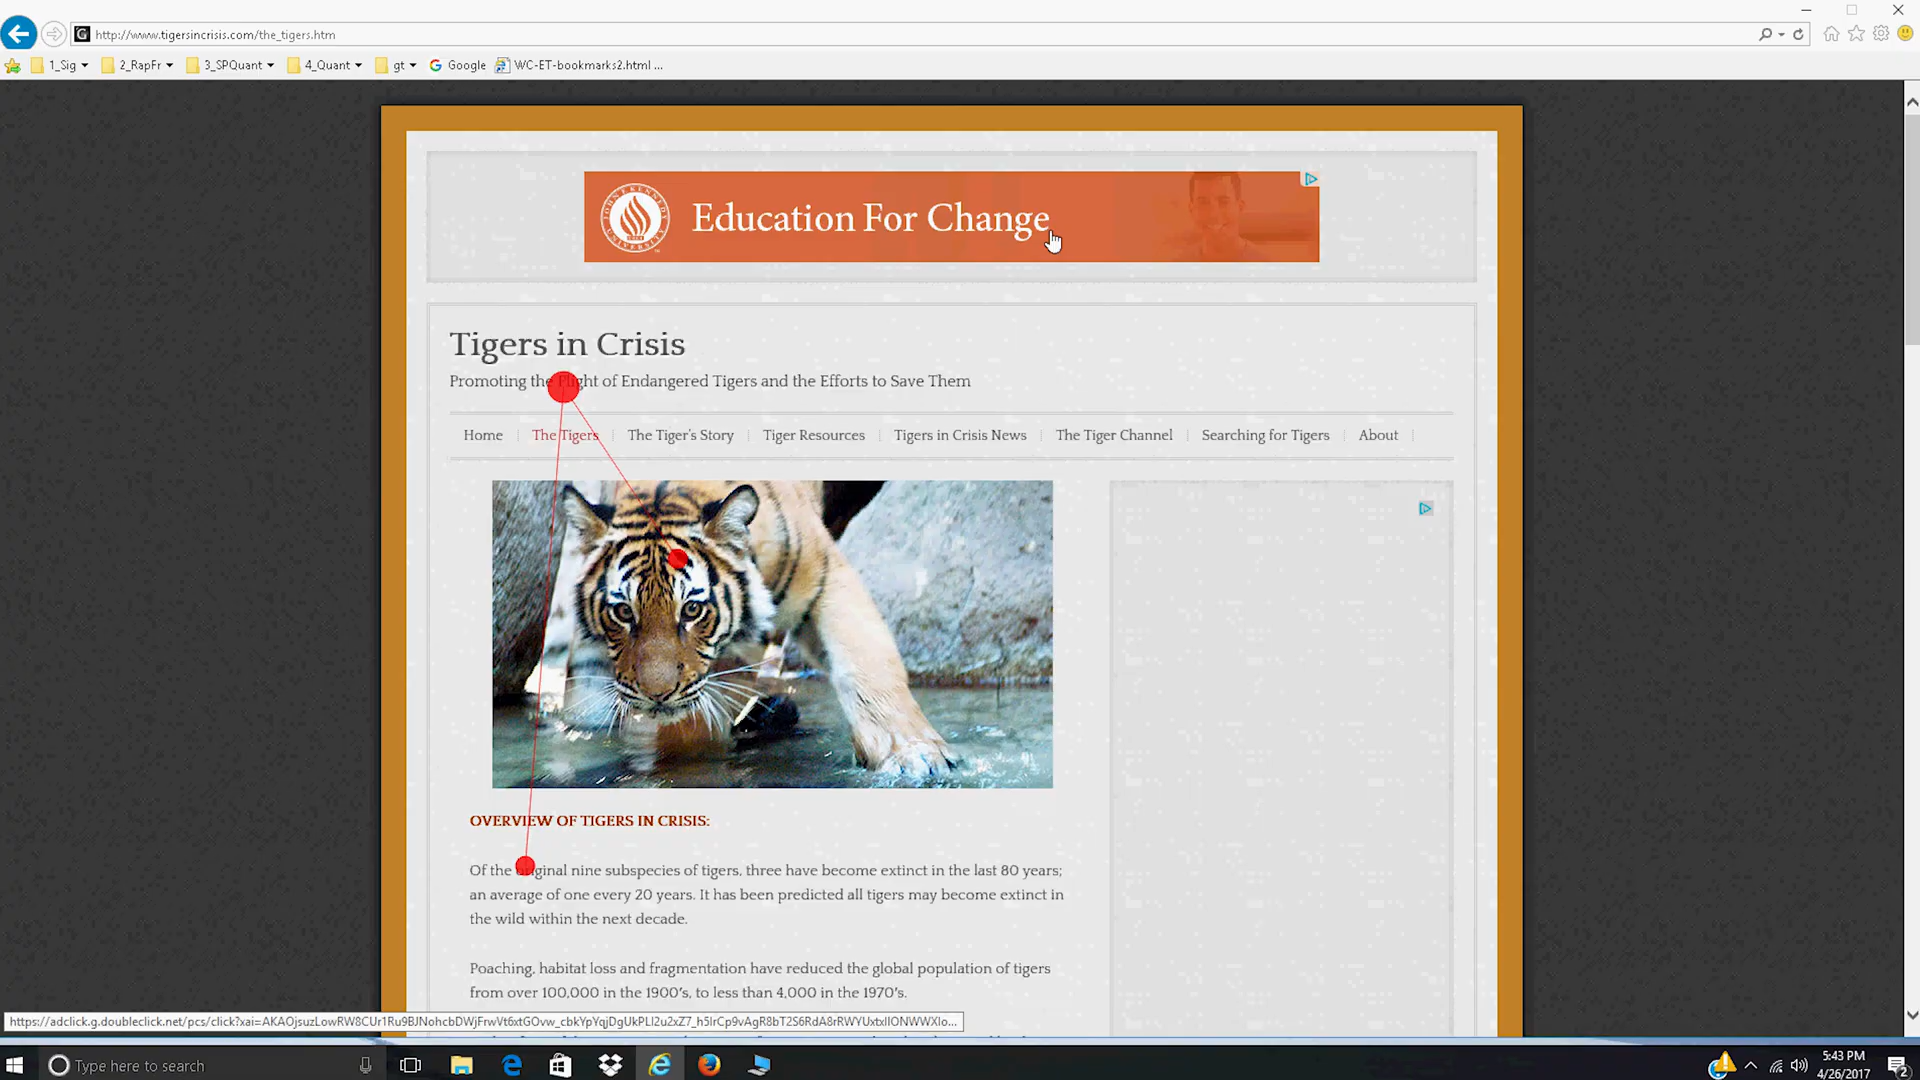 http://www.tigersincrisis.com/the_tigers.htm
1_Sig 2_RapFr 3_SPQuant 4_Quant gt Google WC-ET-bookmarks2.html ...
JOHN F. KENNEDY UNIVERSITY
Education For Change
Tigers in Crisis
Promoting the Plight of Endangered Tigers and the Efforts to Save Them
Home The Tigers The Tiger's Story Tiger Resources Tigers in Crisis News The Tiger Channel Searching for Tigers About
OVERVIEW OF TIGERS IN CRISIS:
Of the original nine subspecies of tigers, three have become extinct in the last 80 years;
an average of one every 20 years. It has been predicted all tigers may become extinct in
the wild within the next decade.
Poaching, habitat loss and fragmentation have reduced the global population of tigers
from over 100,000 in the 1900's, to less than 4,000 in the 1970's.
Type here to search
5:43 PM
4/26/2017
2